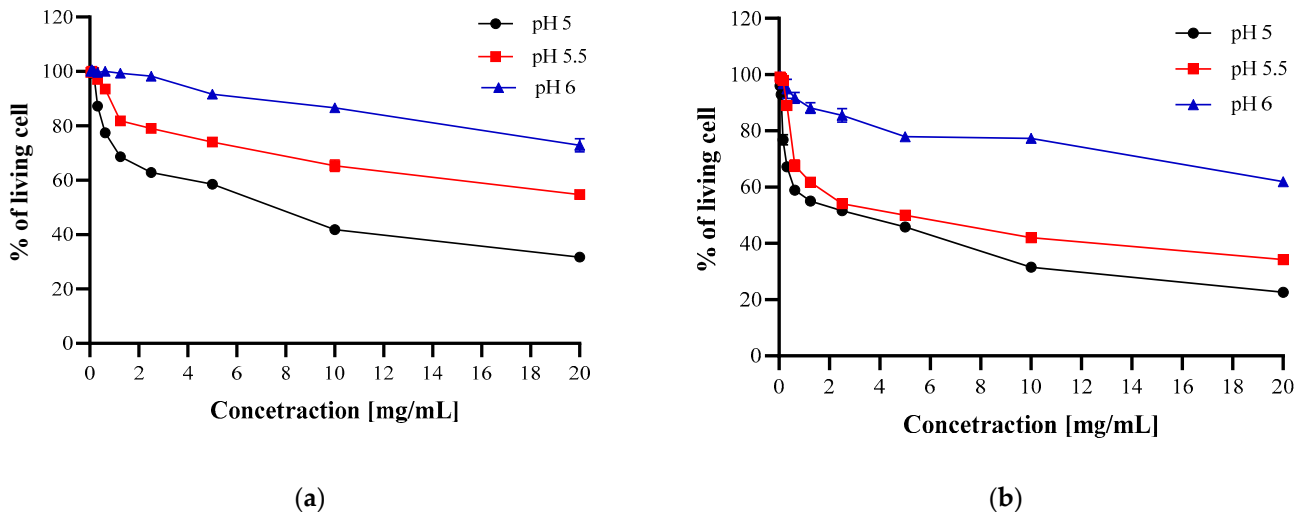 120
100
80
60
40
20
0
% of living cell
pH 5
pH 5.5
pH 6
0 2 4 6 8 10 12 14 16 18 20
Concetraction [mg/mL]
(a)
120
100
80
60
40
20
0
% of living cell
pH 5
pH 5.5
pH 6
0 2 4 6 8 10 12 14 16 18 20
Concetraction [mg/mL]
(b)